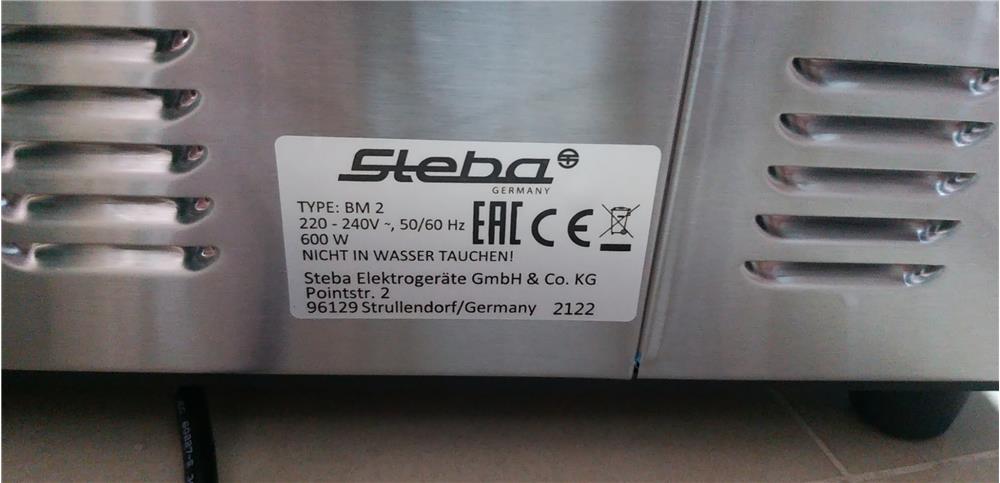 Steba
GERMANY
TYPE: BM 2
220 - 240V ~, 50/60 Hz
600 W
EAC CE
NICHT IN WASSER TAUCHEN!
Steba Elektrogeräte GmbH & Co. KG
Pointstr. 2
96129 Strullendorf/Germany 2122